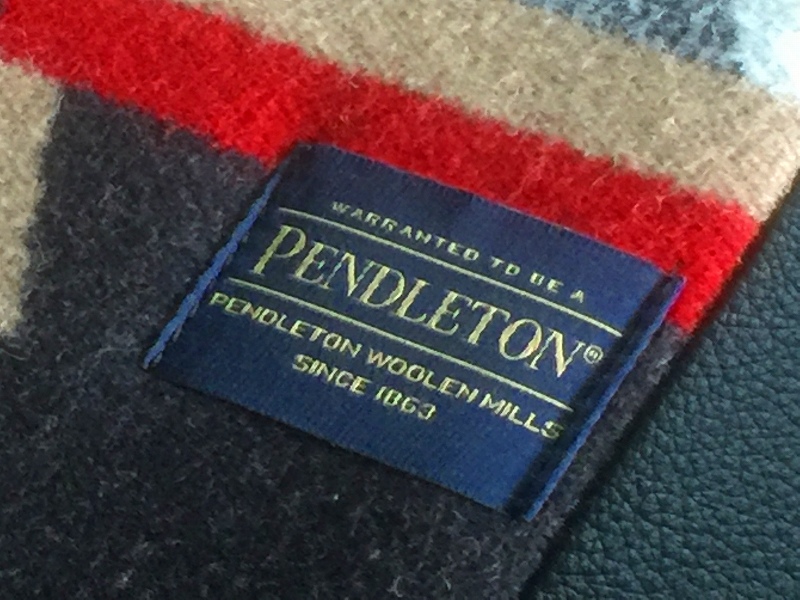 WARRANTED TO BE A
PENDLETON®
PENDLETON WOOLEN MILLS
SINCE 1863